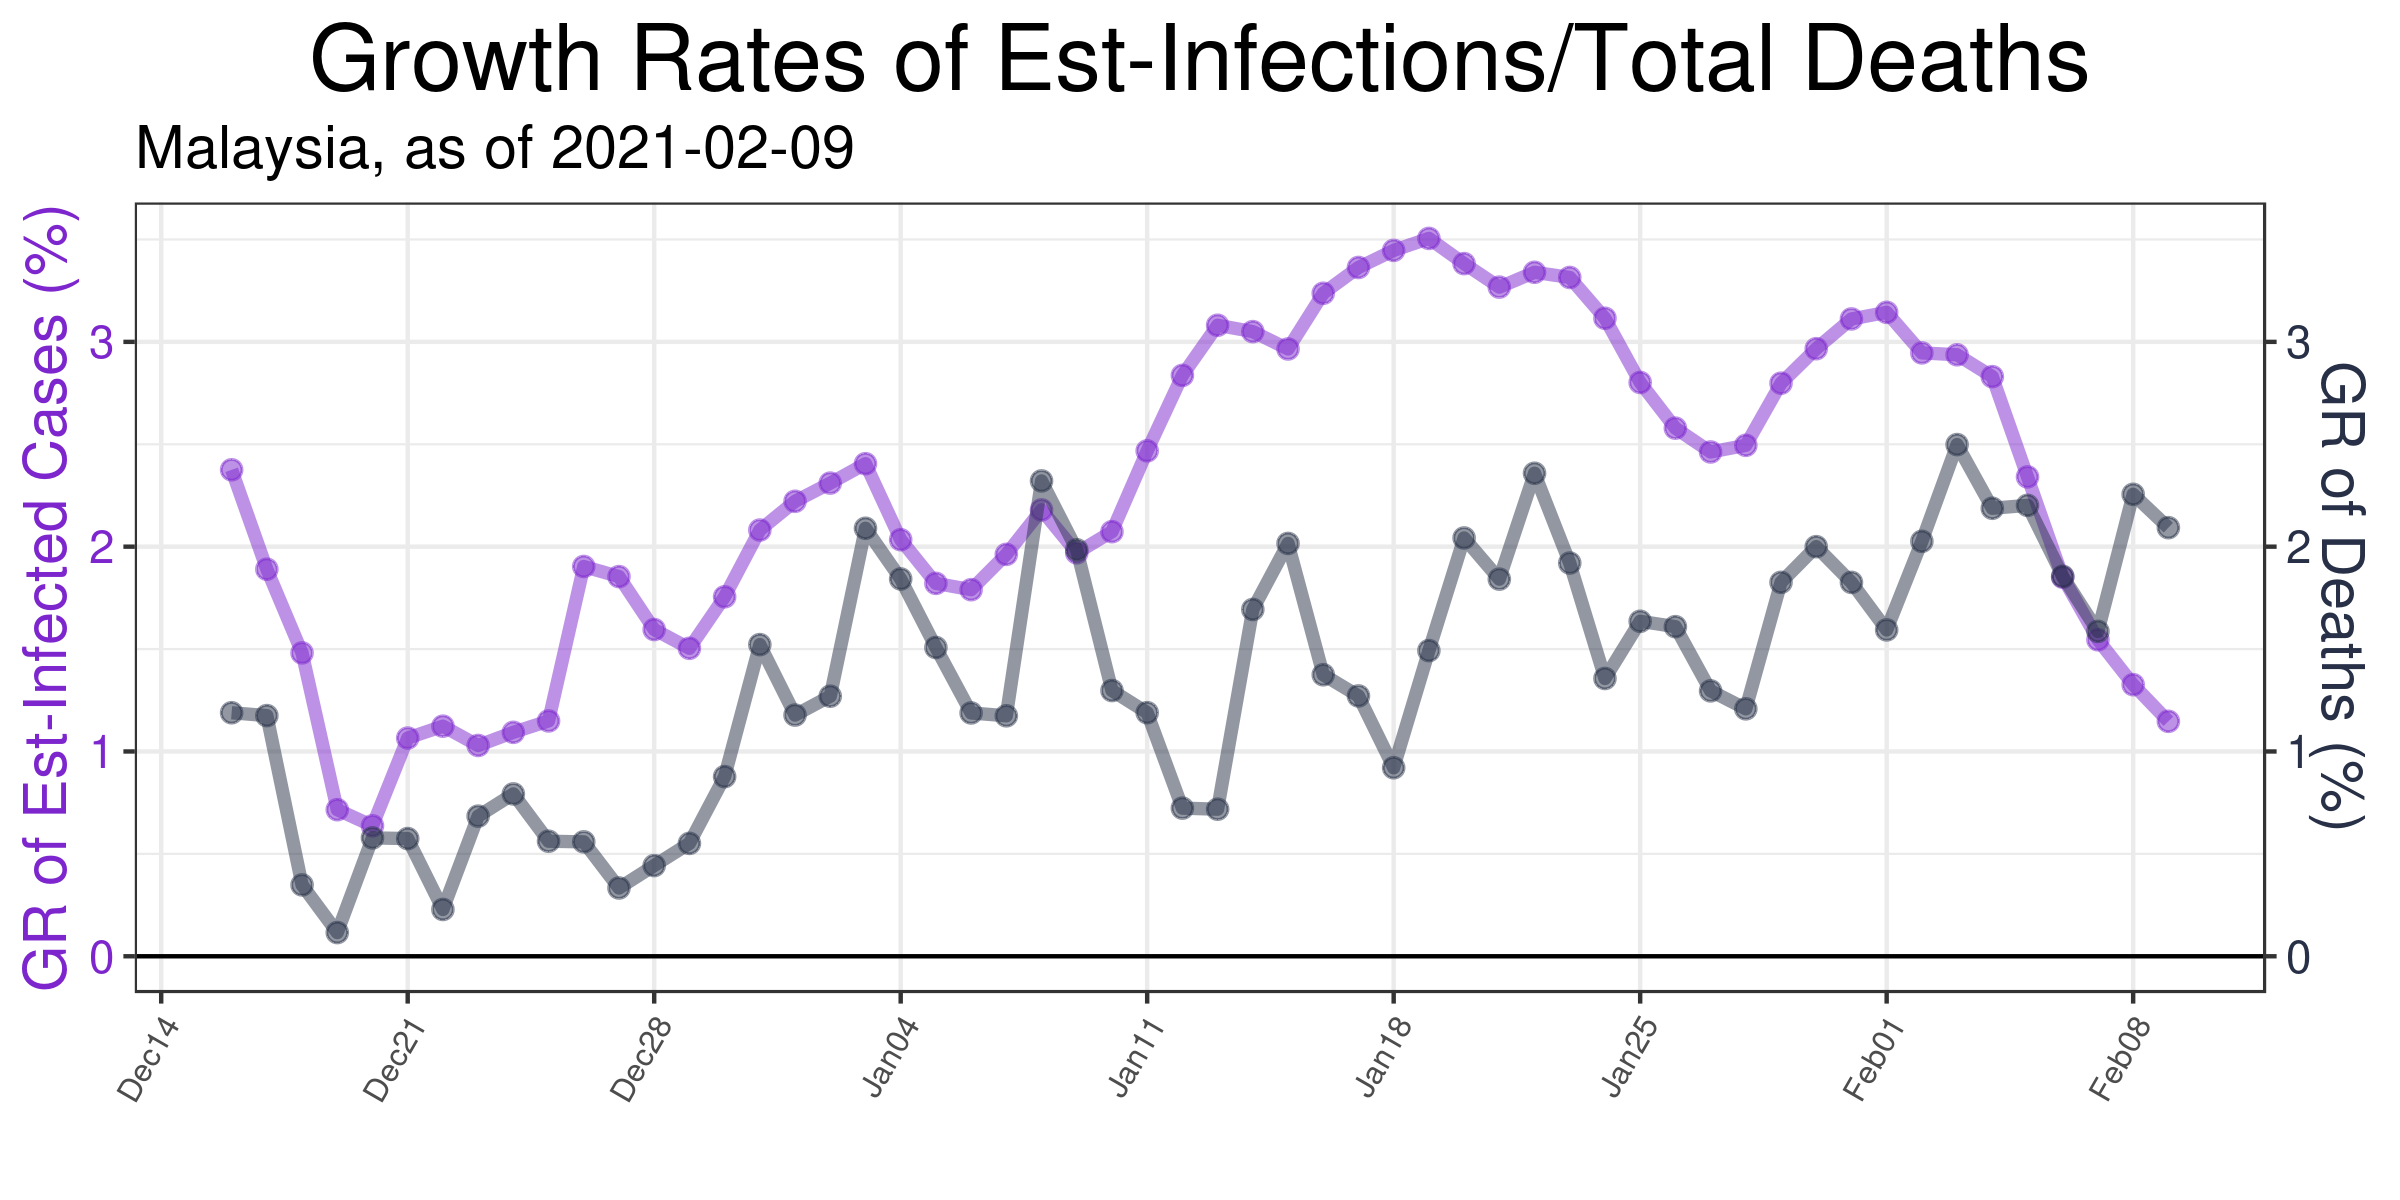 Growth Rates of Est-Infections/Total Deaths
Malaysia, as of 2021-02-09
GR of Est-Infected Cases (%)
3
2
1
0
3
2
1
0
GR of Deaths (%)
Dec14
Dec21
Dec28
Jan04
Jan11
Jan18
Jan25
Feb01
Feb08